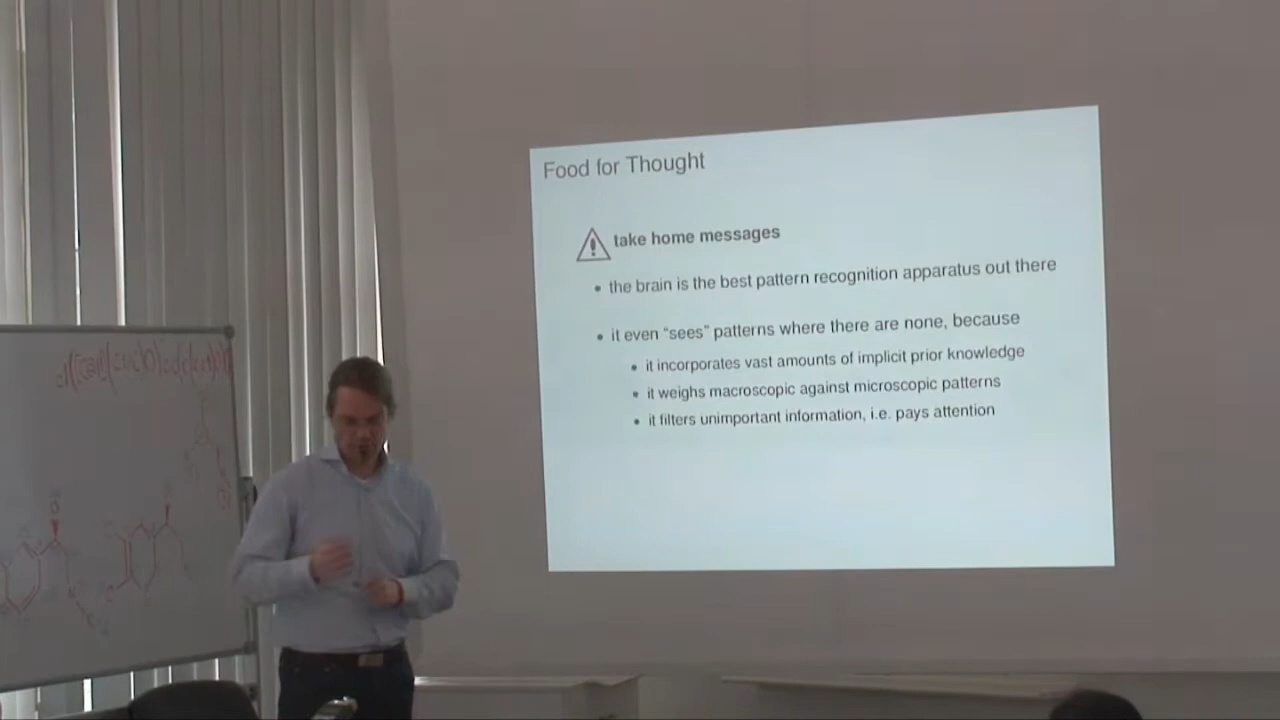 Food for Thought
take home messages
• the brain is the best pattern recognition apparatus out there
• it even “sees” patterns where there are none, because
• it incorporates vast amounts of implicit prior knowledge
• it weighs macroscopic against microscopic patterns
• it filters unimportant information, i.e. pays attention